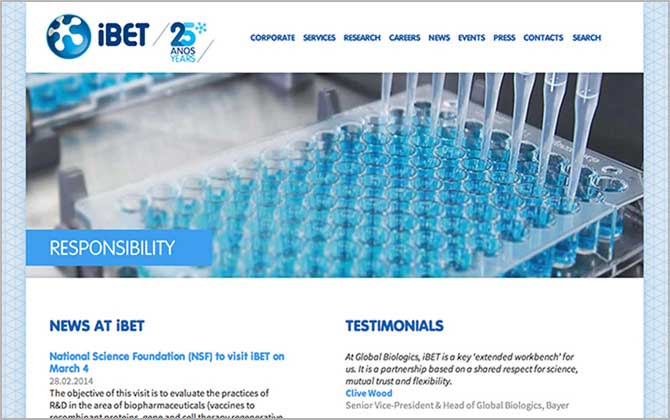 iBET
25*
ANOS
YEARS
CORPORATE SERVICES RESEARCH CAREERS NEWS EVENTS PRESS CONTACTS SEARCH
RESPONSIBILITY
NEWS AT iBET
National Science Foundation (NSF) to visit iBET on
March 4
28.02.2014
The objective of this visit is to evaluate the practices of
R&D in the area of biopharmaceuticals (vaccines to
recombinant proteins, gene and cell therapy regenerative
TESTIMONIALS
At Global Biologics, iBET is a key 'extended workbench' for
us. It is a partnership based on a shared respect for science,
mutual trust and flexibility.
Clive Wood
Senior Vice-President & Head of Global Biologics, Bayer